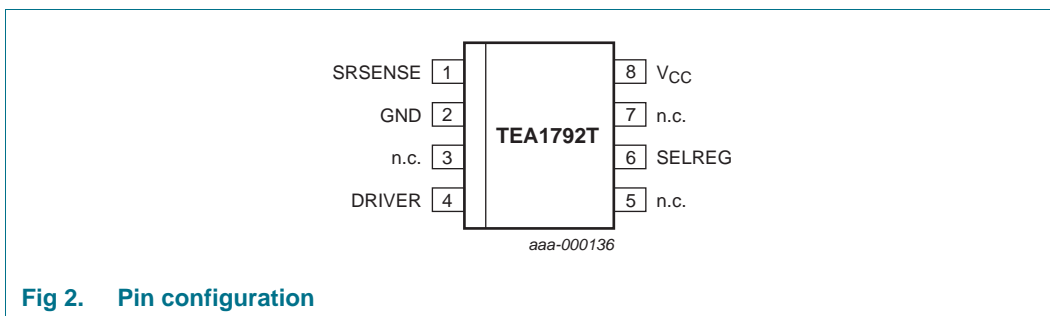 SRSENSE 1
GND 2
n.c. 3
DRIVER 4
TEA1792T
8 VCC
7 n.c.
6 SELREG
5 n.c.
aaa-000136
Fig 2. Pin configuration